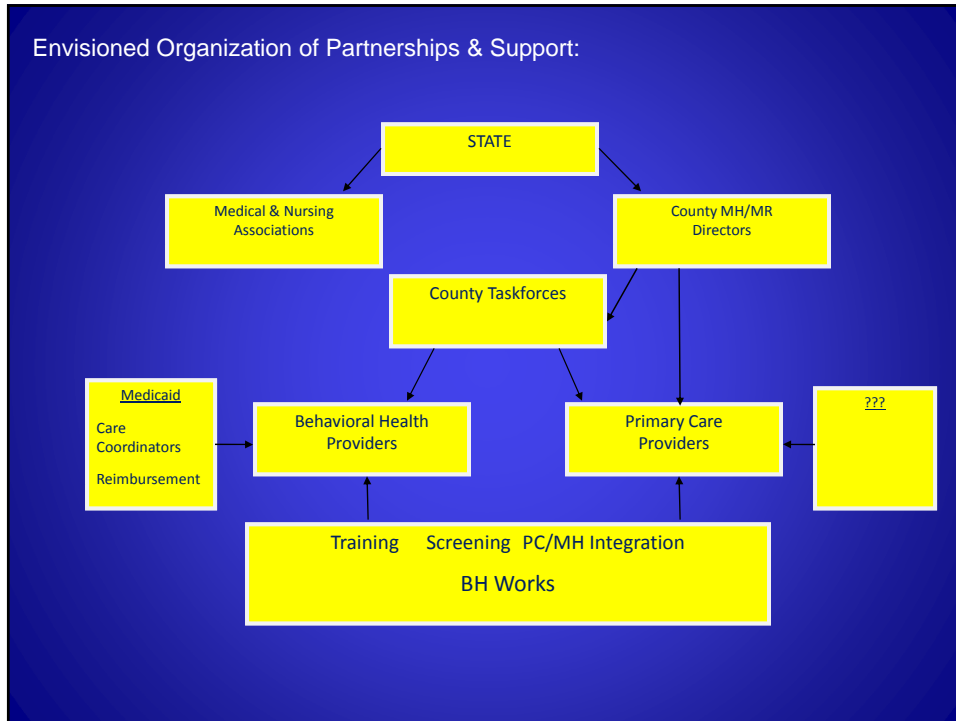 Envisioned Organization of Partnerships & Support:
STATE
Medical & Nursing
Associations
County MH/MR
Directors
County Taskforces
Medicaid
Care
Coordinators
Reimbursement
Behavioral Health
Providers
Primary Care
Providers
???
Training Screening PC/MH Integration
BH Works